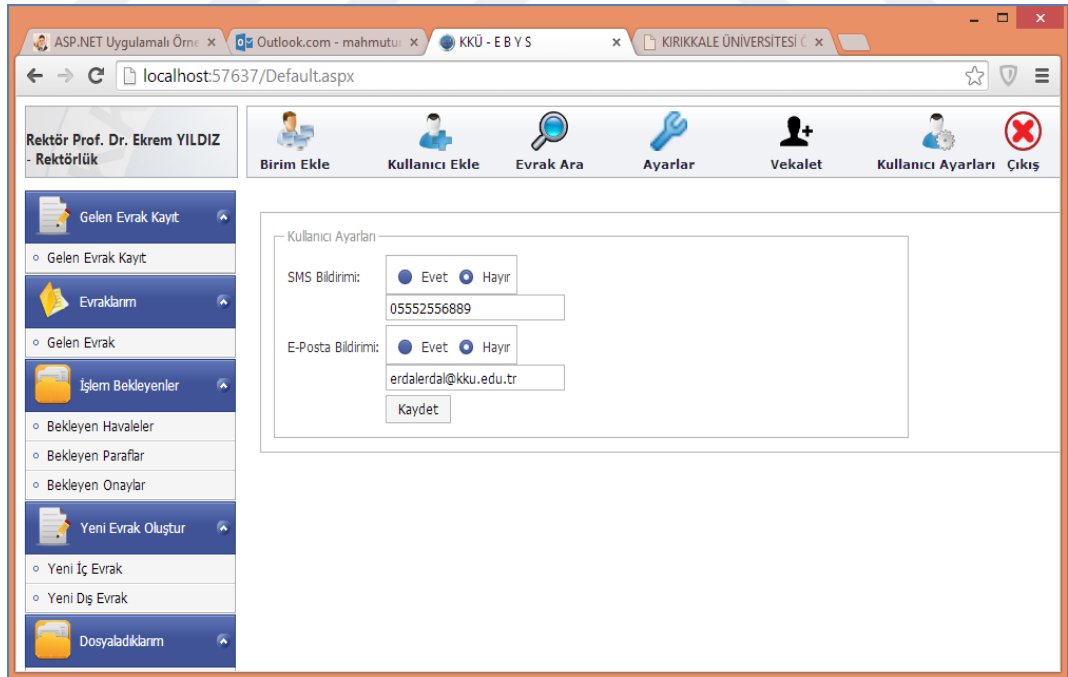 ASP.NET Uygulamalı Örne
Outlook.com - mahmutu
KKÜ - E B Y S
KIRIKKALE ÜNİVERSİTESİ
localhost:57637/Default.aspx
Rektör Prof. Dr. Ekrem YILDIZ
- Rektörlük
Birim Ekle
Kullanıcı Ekle
Evrak Ara
Ayarlar
Vekalet
Kullanıcı Ayarları
Çıkış
Gelen Evrak Kayıt
Gelen Evrak Kayıt
Evraklarım
Gelen Evrak
İşlem Bekleyenler
Bekleyen Havaleler
Bekleyen Paraflar
Bekleyen Onaylar
Yeni Evrak Oluştur
Yeni İç Evrak
Yeni Dış Evrak
Dosyaladıklarım
Kullanıcı Ayarları
SMS Bildirimi: Evet Hayır
05552556889
E-Posta Bildirimi: Evet Hayır
erdalerdal@kku.edu.tr
Kaydet